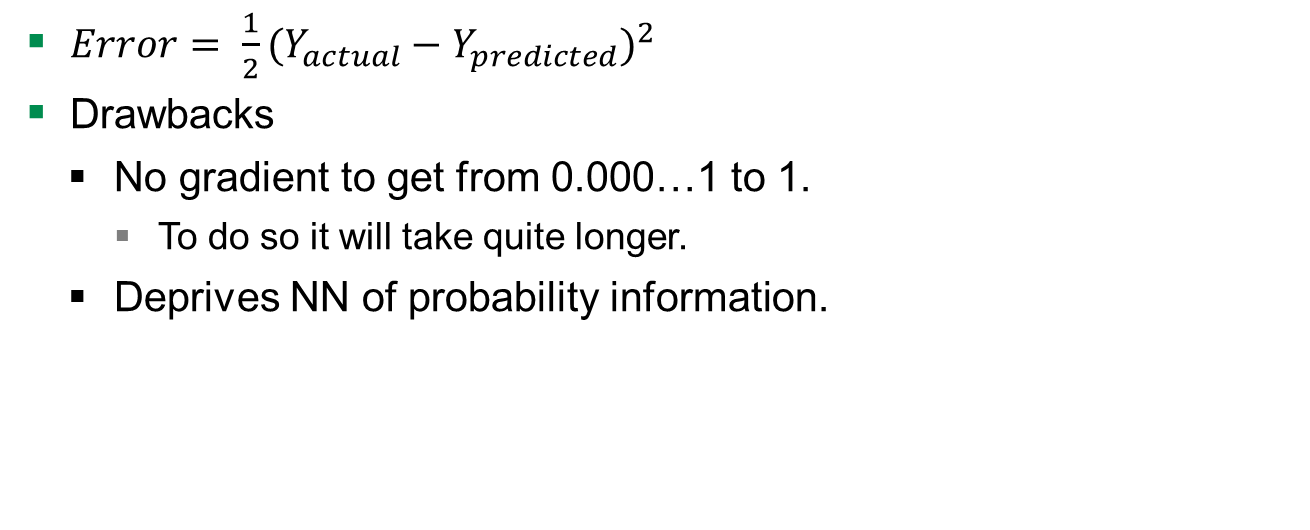 ▪ Error = 1/2 (Y_actual − Y_predicted)²
▪ Drawbacks
▪ No gradient to get from 0.000…1 to 1.
▪ To do so it will take quite longer.
▪ Deprives NN of probability information.